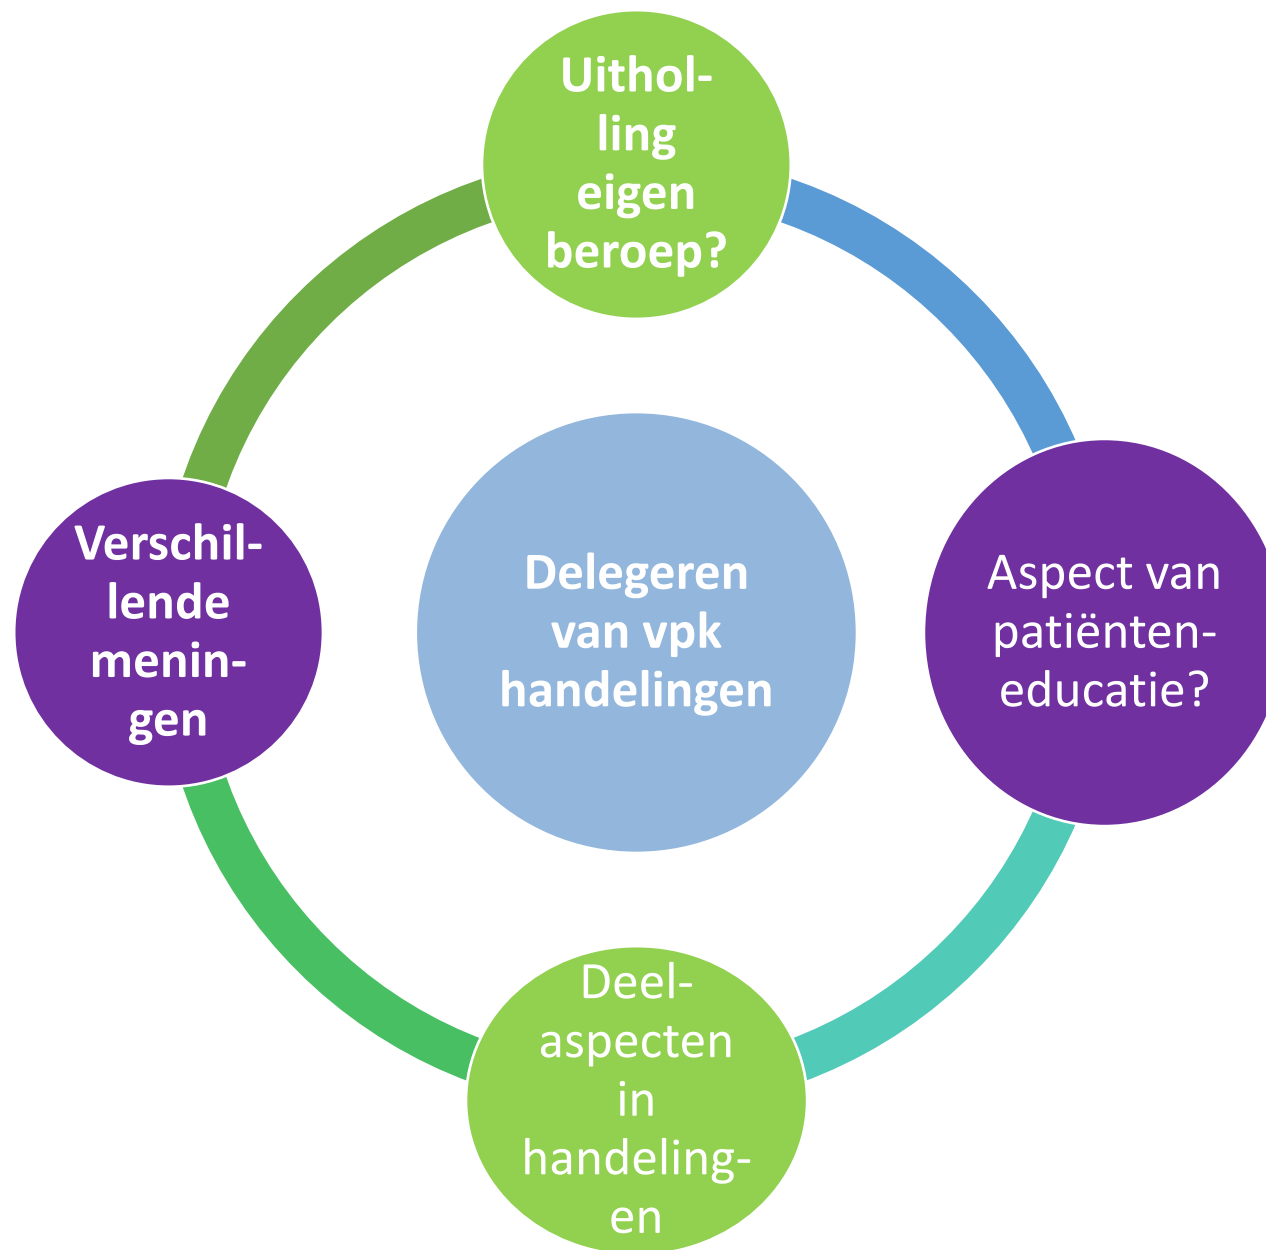 Uithol-
ling
eigen
beroep?
Verschil-
lende
menin-
gen
Delegeren
van vpk
handelingen
Aspect van
patiënten-
educatie?
Deel-
aspecten
in
handeling-
en